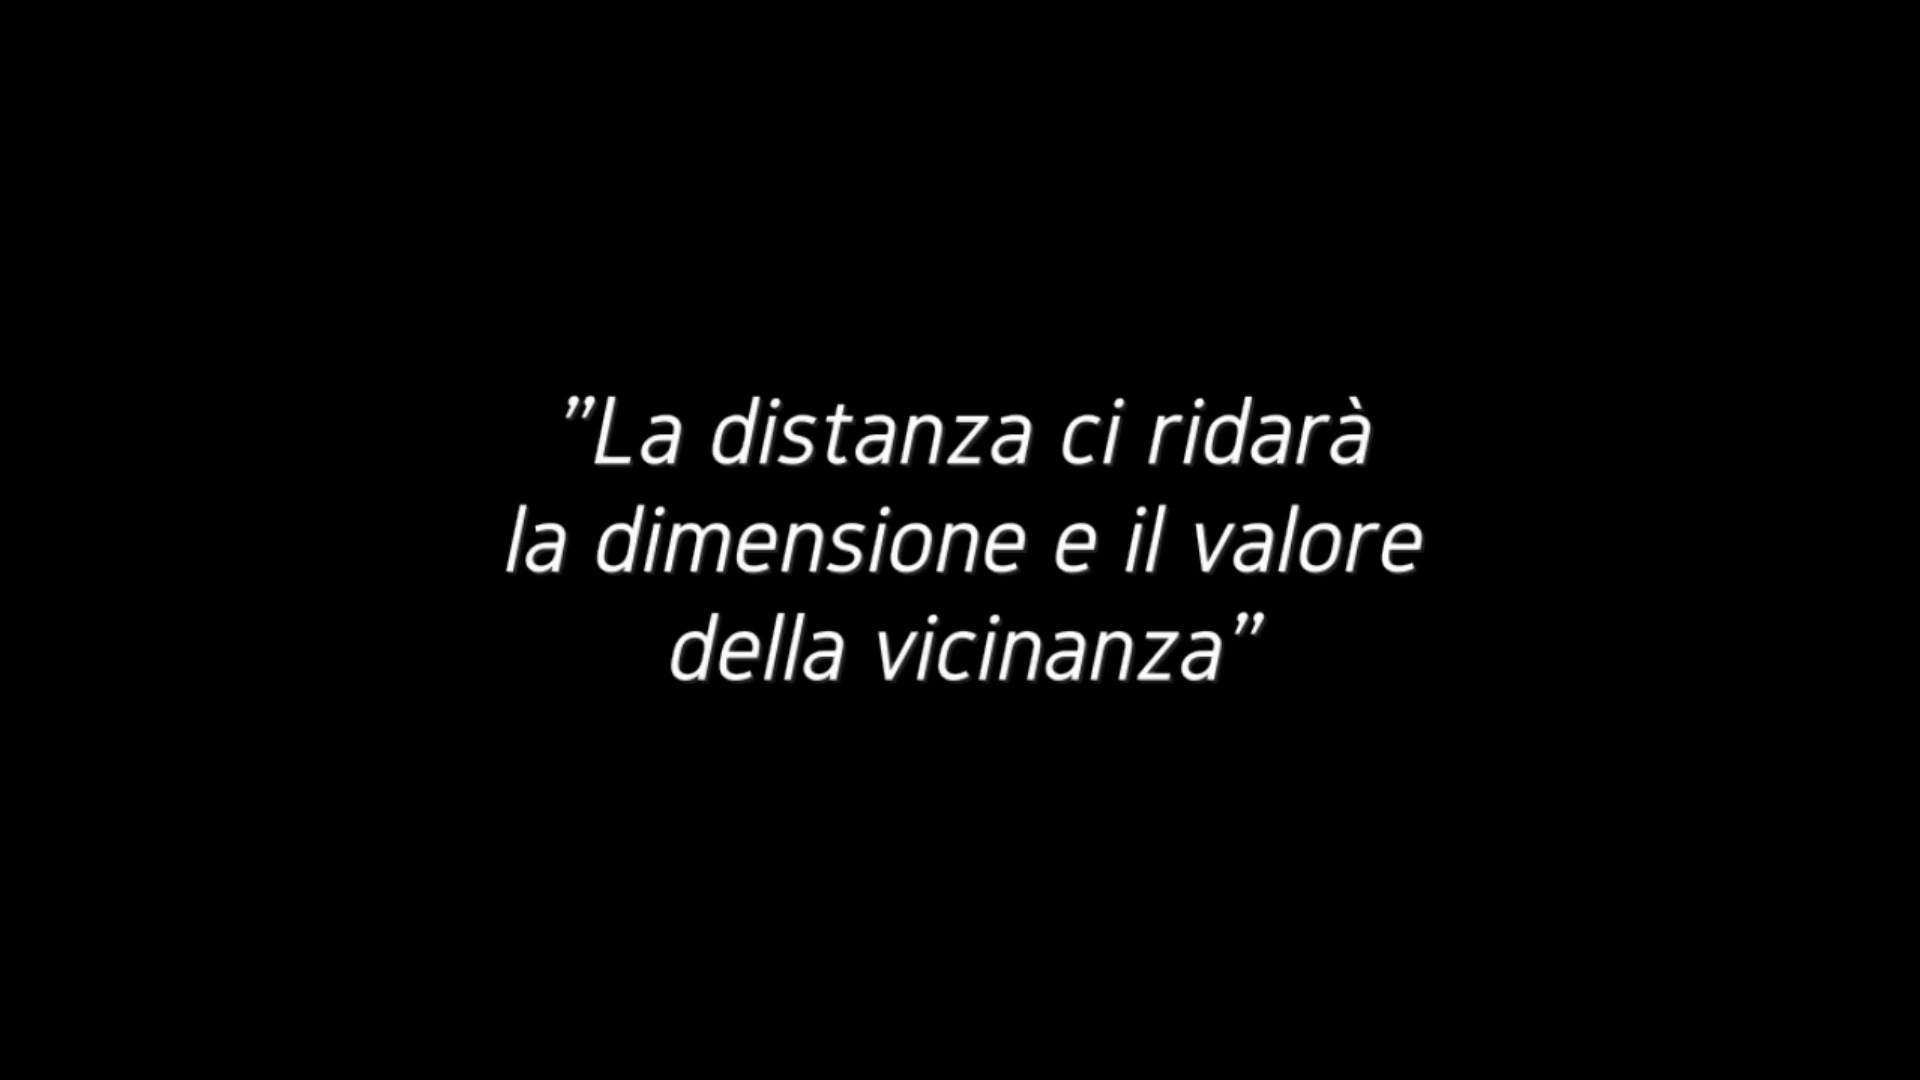 ”La distanza ci ridarà
la dimensione e il valore
della vicinanza”